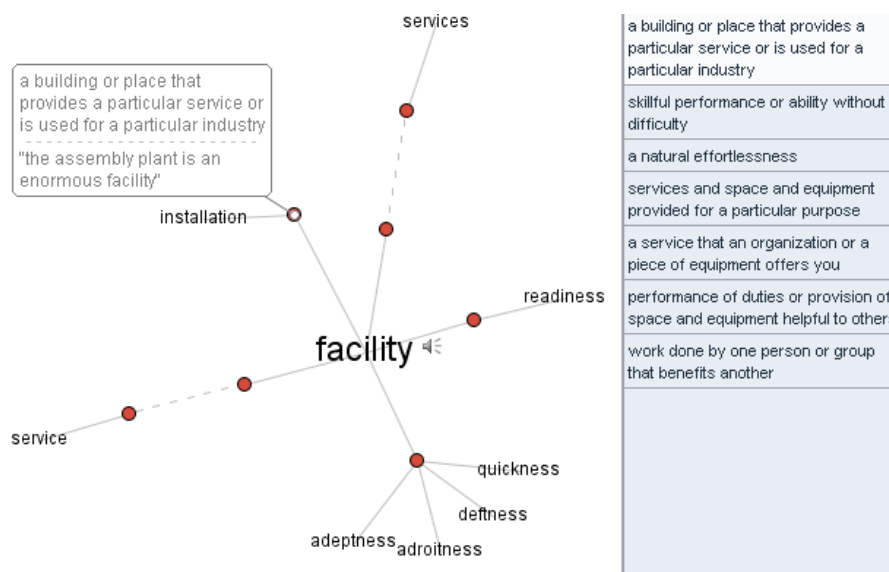 services
a building or place that
provides a particular service or
is used for a particular industry
"the assembly plant is an
enormous facility"
installation
readiness
facility
service
quickness
deftness
adeptness
adroitness
a building or place that provides a
particular service or is used for a
particular industry
skillful performance or ability without
difficulty
a natural effortlessness
services and space and equipment
provided for a particular purpose
a service that an organization or a
piece of equipment offers you
performance of duties or provision of
space and equipment helpful to others
work done by one person or group
that benefits another